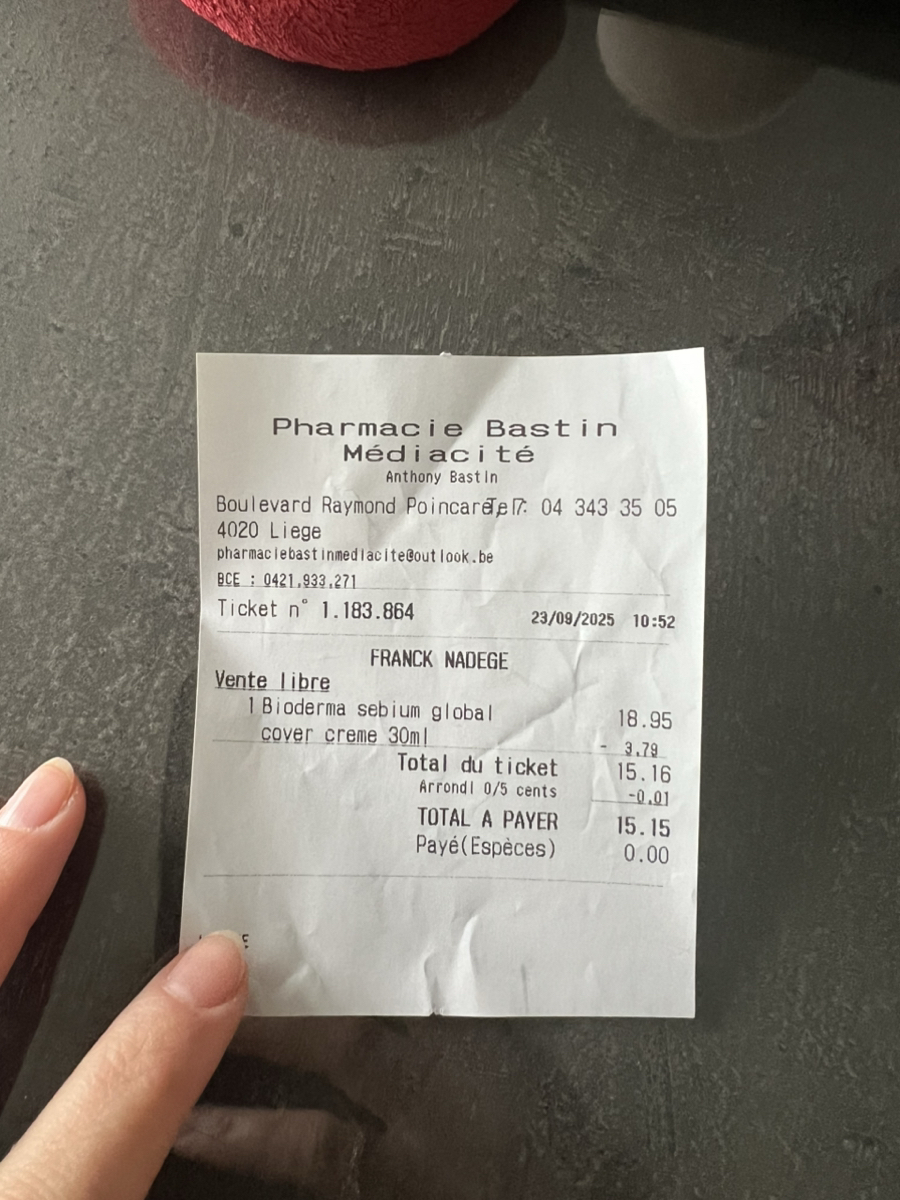 Pharmacie Bastin
Médiacité
Anthony Bastin
Boulevard Raymond Poincaré 7 Tel: 04 343 35 05
4020 Liege
pharmaciebastinmediacite@outlook.be
BCE : 0421.933.271
Ticket n° 1.183.864 23/09/2025 10:52
FRANCK NADEGE
Vente libre
1 Bioderma sebium global 18.95
cover creme 30ml - 3.79
Total du ticket 15.16
Arrondi 0/5 cents -0.01
TOTAL A PAYER 15.15
Payé(Espèces) 0.00